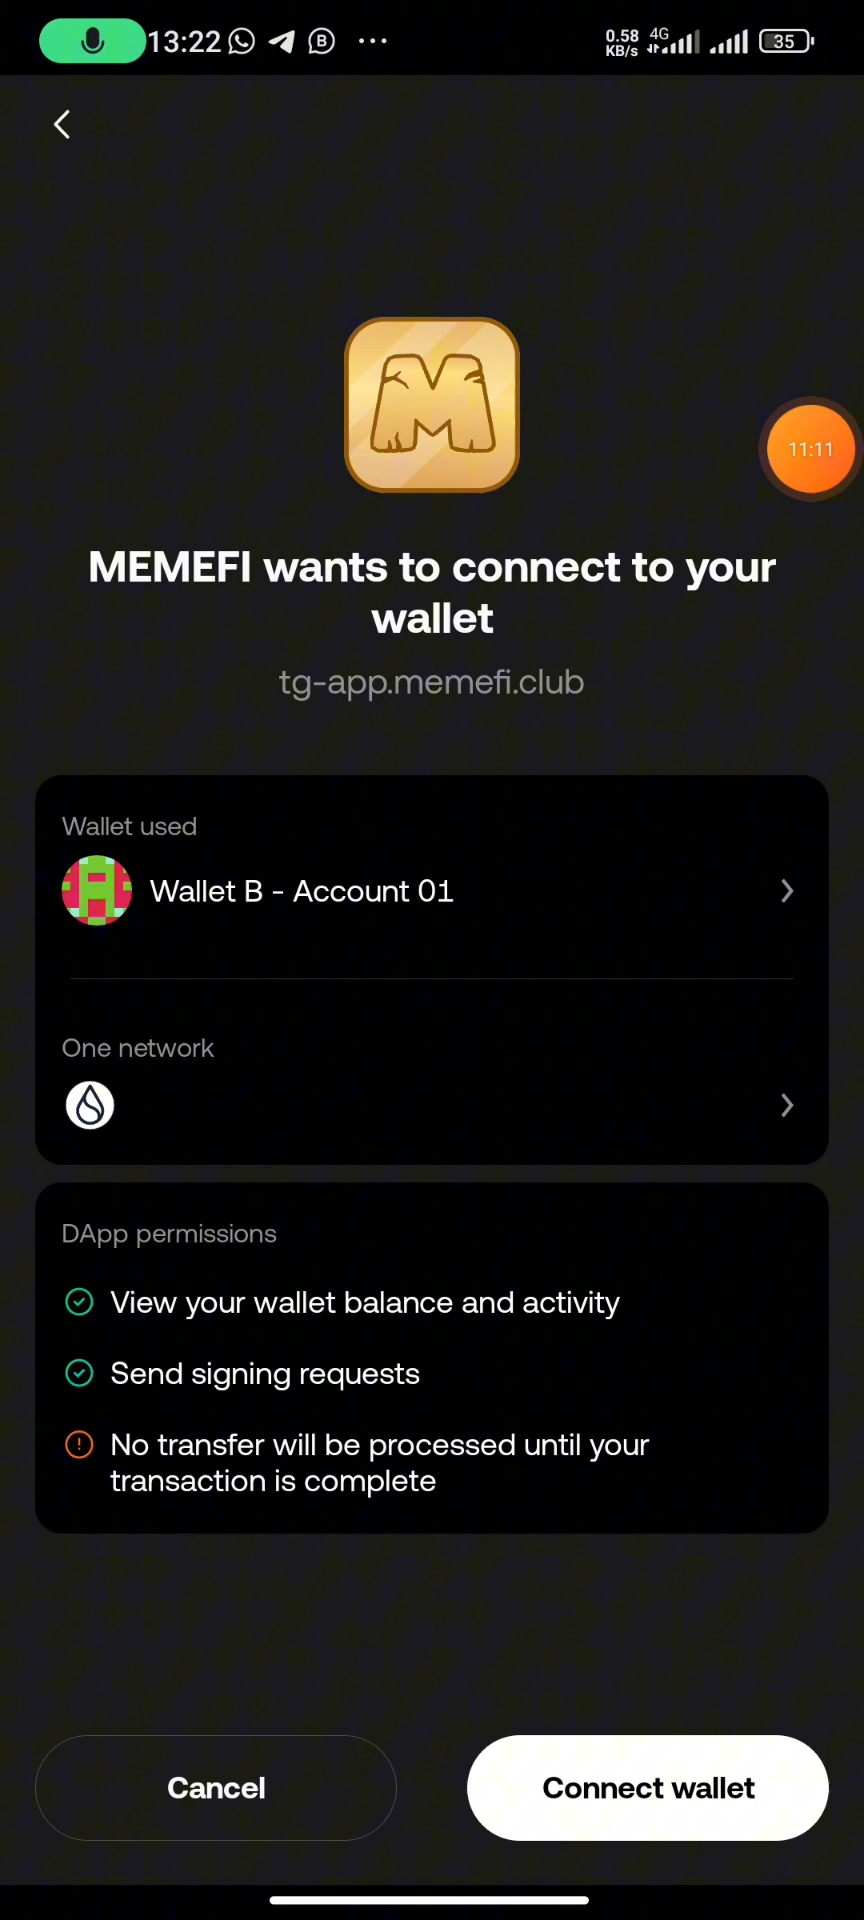 13:22
B
0.58 KB/s
4G
35
M
11:11
MEMEFI wants to connect to your
wallet
tg-app.memefi.club
Wallet used
Wallet B - Account 01
One network
DApp permissions
View your wallet balance and activity
Send signing requests
No transfer will be processed until your
transaction is complete
Cancel
Connect wallet